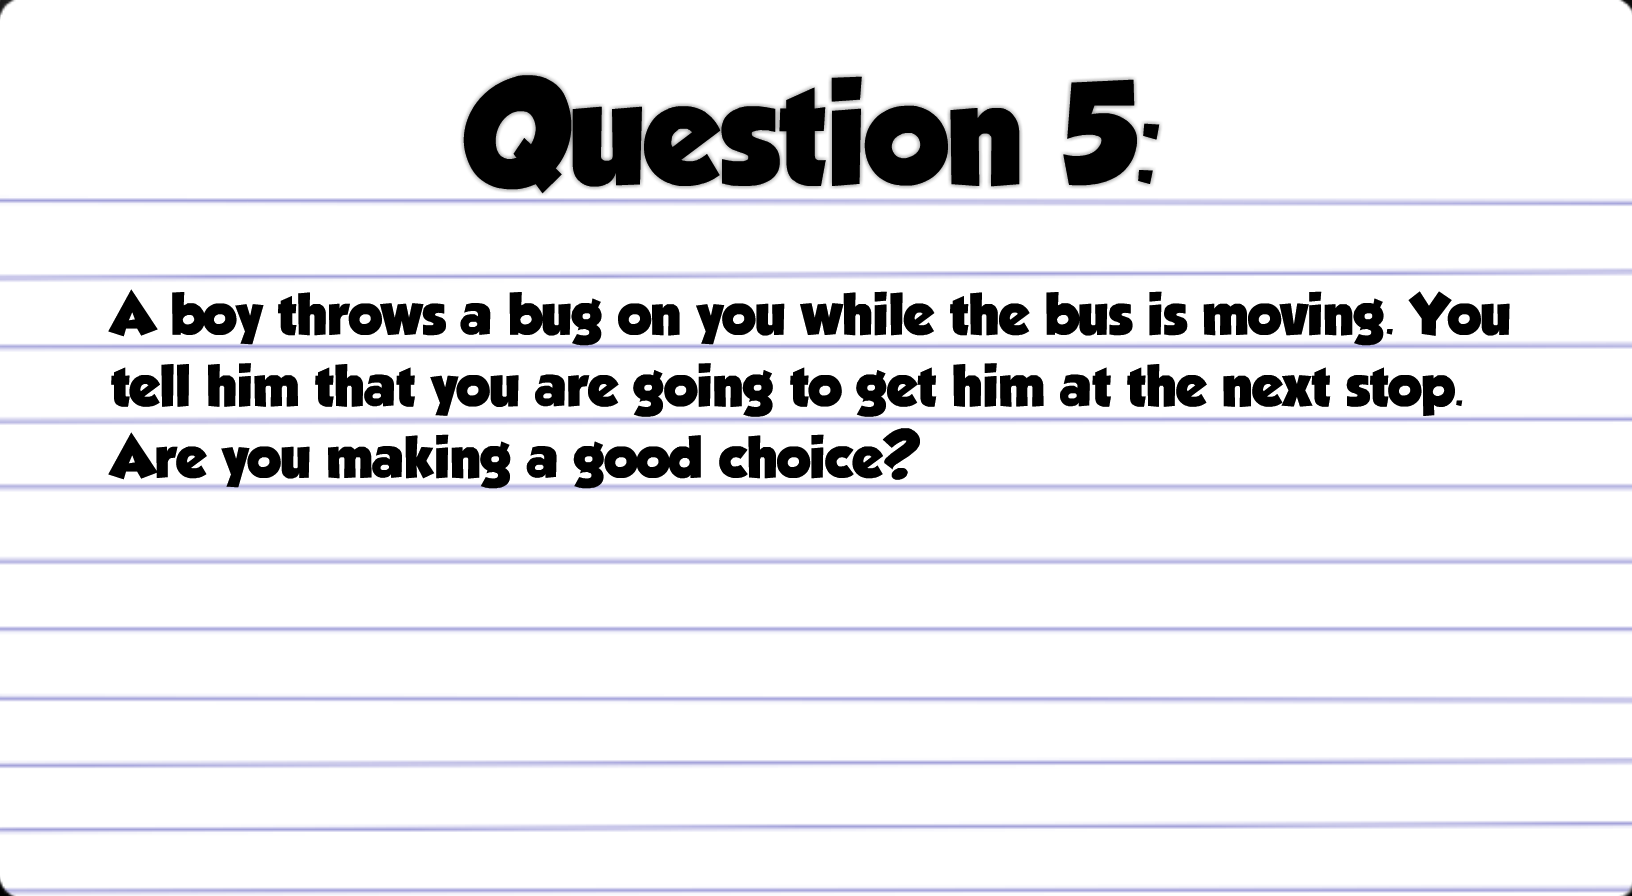 Question 5:
A boy throws a bug on you while the bus is moving. You
tell him that you are going to get him at the next stop.
Are you making a good choice?